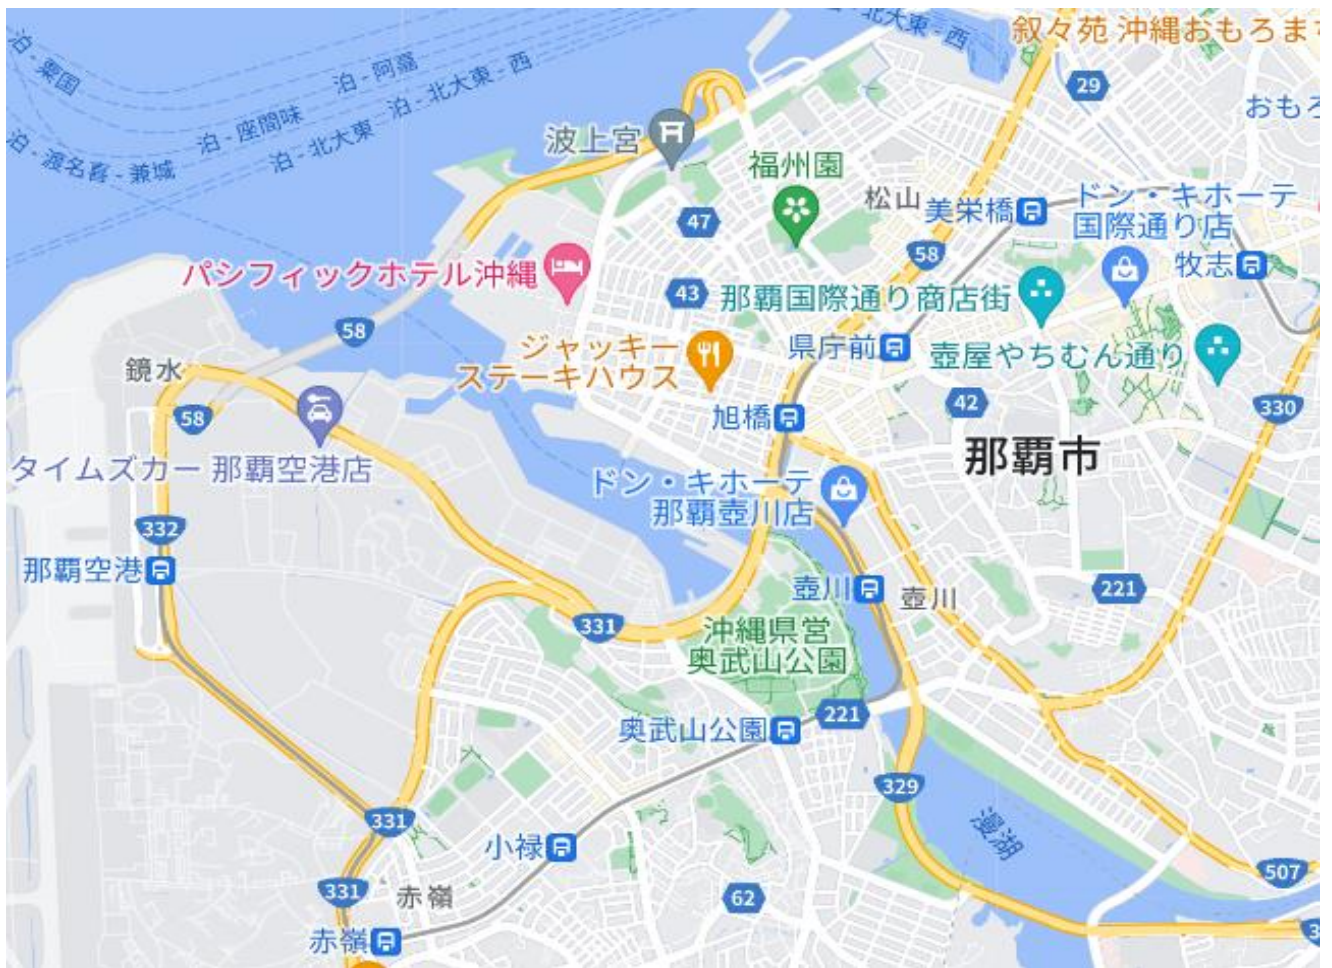 北大東 - 西
叙々苑 沖縄おもろまち
泊 - 粟国
泊 - 阿嘉
泊 - 北大東 - 西
29
おもろ
泊 - 座間味
泊 - 北大東
泊 - 渡名喜 - 兼城
波上宮
福州園
松山
美栄橋
ドン・キホーテ
国際通り店
47
58
牧志
パシフィックホテル沖縄
43
那覇国際通り商店街
58
ジャッキー
ステーキハウス
県庁前
壺屋やちむん通り
鏡水
58
旭橋
42
330
那覇市
タイムズカー 那覇空港店
ドン・キホーテ
那覇壺川店
332
那覇空港
壺川
壺川
221
331
沖縄県営
奥武山公園
奥武山公園
221
329
331
漫湖
小禄
507
331
赤嶺
62
赤嶺
3